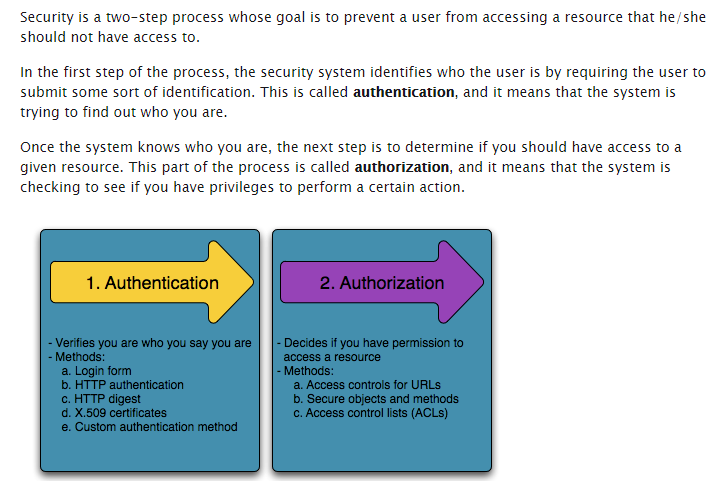 Security is a two-step process whose goal is to prevent a user from accessing a resource that he/she
should not have access to.
In the first step of the process, the security system identifies who the user is by requiring the user to
submit some sort of identification. This is called authentication, and it means that the system is
trying to find out who you are.
Once the system knows who you are, the next step is to determine if you should have access to a
given resource. This part of the process is called authorization, and it means that the system is
checking to see if you have privileges to perform a certain action.
1. Authentication
- Verifies you are who you say you are
- Methods:
a. Login form
b. HTTP authentication
c. HTTP digest
d. X.509 certificates
e. Custom authentication method
2. Authorization
- Decides if you have permission to
access a resource
- Methods:
a. Access controls for URLs
b. Secure objects and methods
c. Access control lists (ACLs)